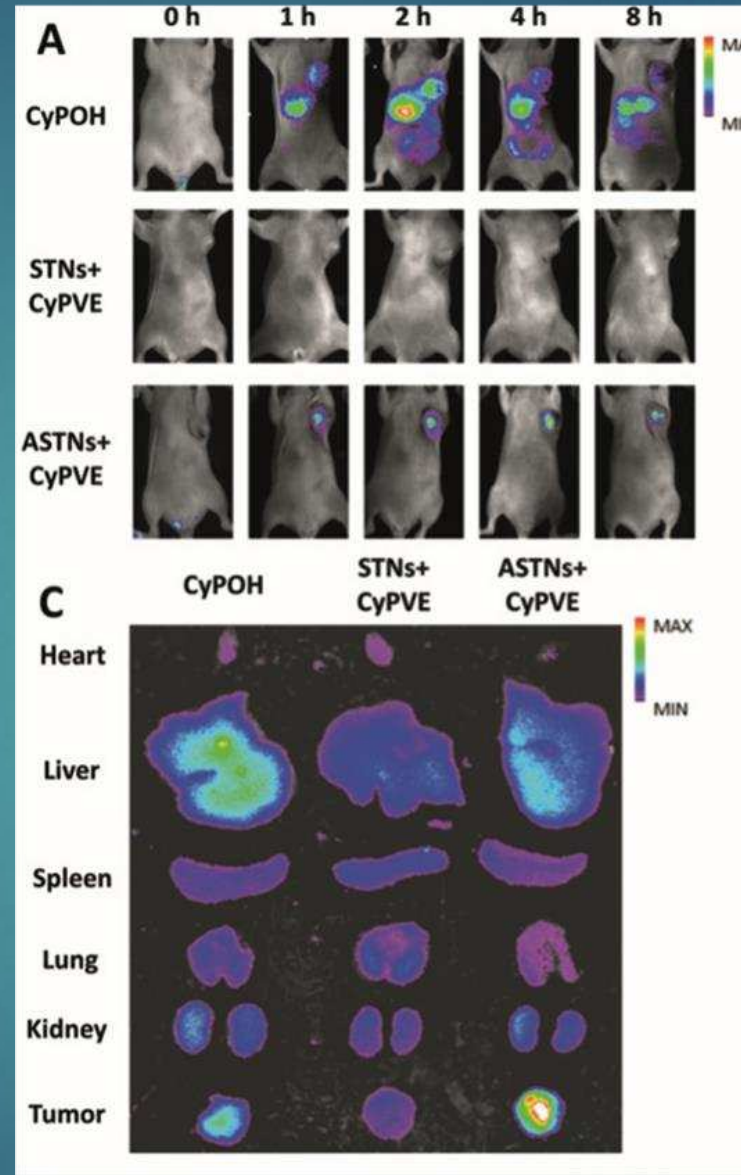 A
0 h 1 h 2 h 4 h 8 h
CyPOH
STNs+
CyPVE
ASTNs+
CyPVE
C
CyPOH
STNs+
CyPVE
ASTNs+
CyPVE
MAX
MIN
Heart
Liver
Spleen
Lung
Kidney
Tumor